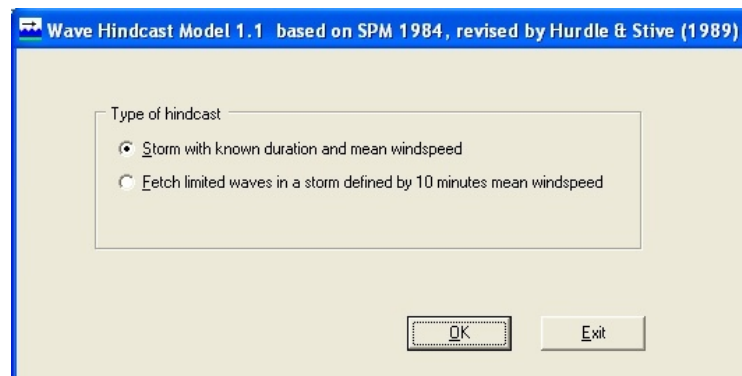 Wave Hindcast Model 1.1 based on SPM 1984, revised by Hurdle & Stive (1989)
Type of hindcast
Storm with known duration and mean windspeed
Fetch limited waves in a storm defined by 10 minutes mean windspeed
OK Exit